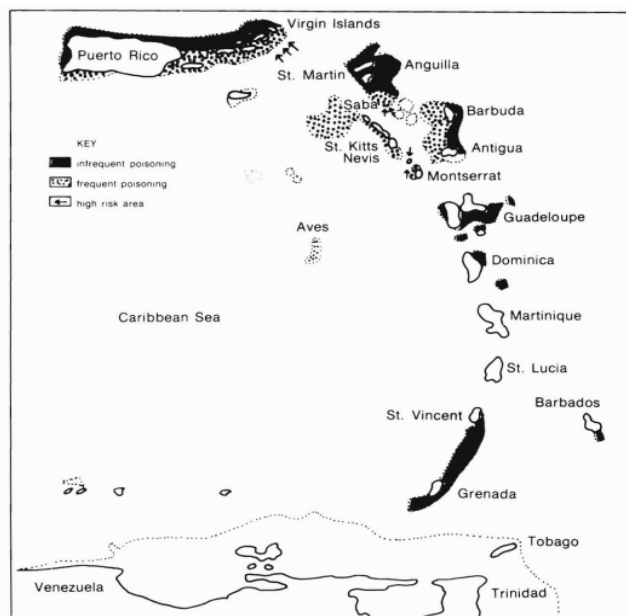 Virgin Islands
Puerto Rico
St. Martin
Anguilla
Saba
Barbuda
KEY
St. Kitts
Nevis
Antigua
infrequent poisoning
Montserrat
frequent poisoning
high risk area
Guadeloupe
Aves
Dominica
Caribbean Sea
Martinique
St. Lucia
Barbados
St. Vincent
Grenada
Tobago
Venezuela
Trinidad